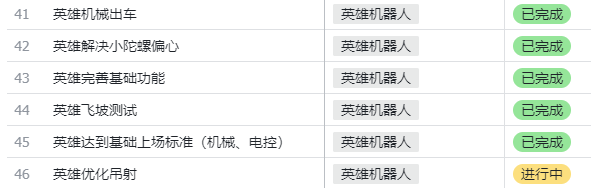 41 英雄机械出车 英雄机器人 已完成
42 英雄解决小陀螺偏心 英雄机器人 已完成
43 英雄完善基础功能 英雄机器人 已完成
44 英雄飞坡测试 英雄机器人 已完成
45 英雄达到基础上场标准（机械、电控） 英雄机器人 已完成
46 英雄优化吊射 英雄机器人 进行中